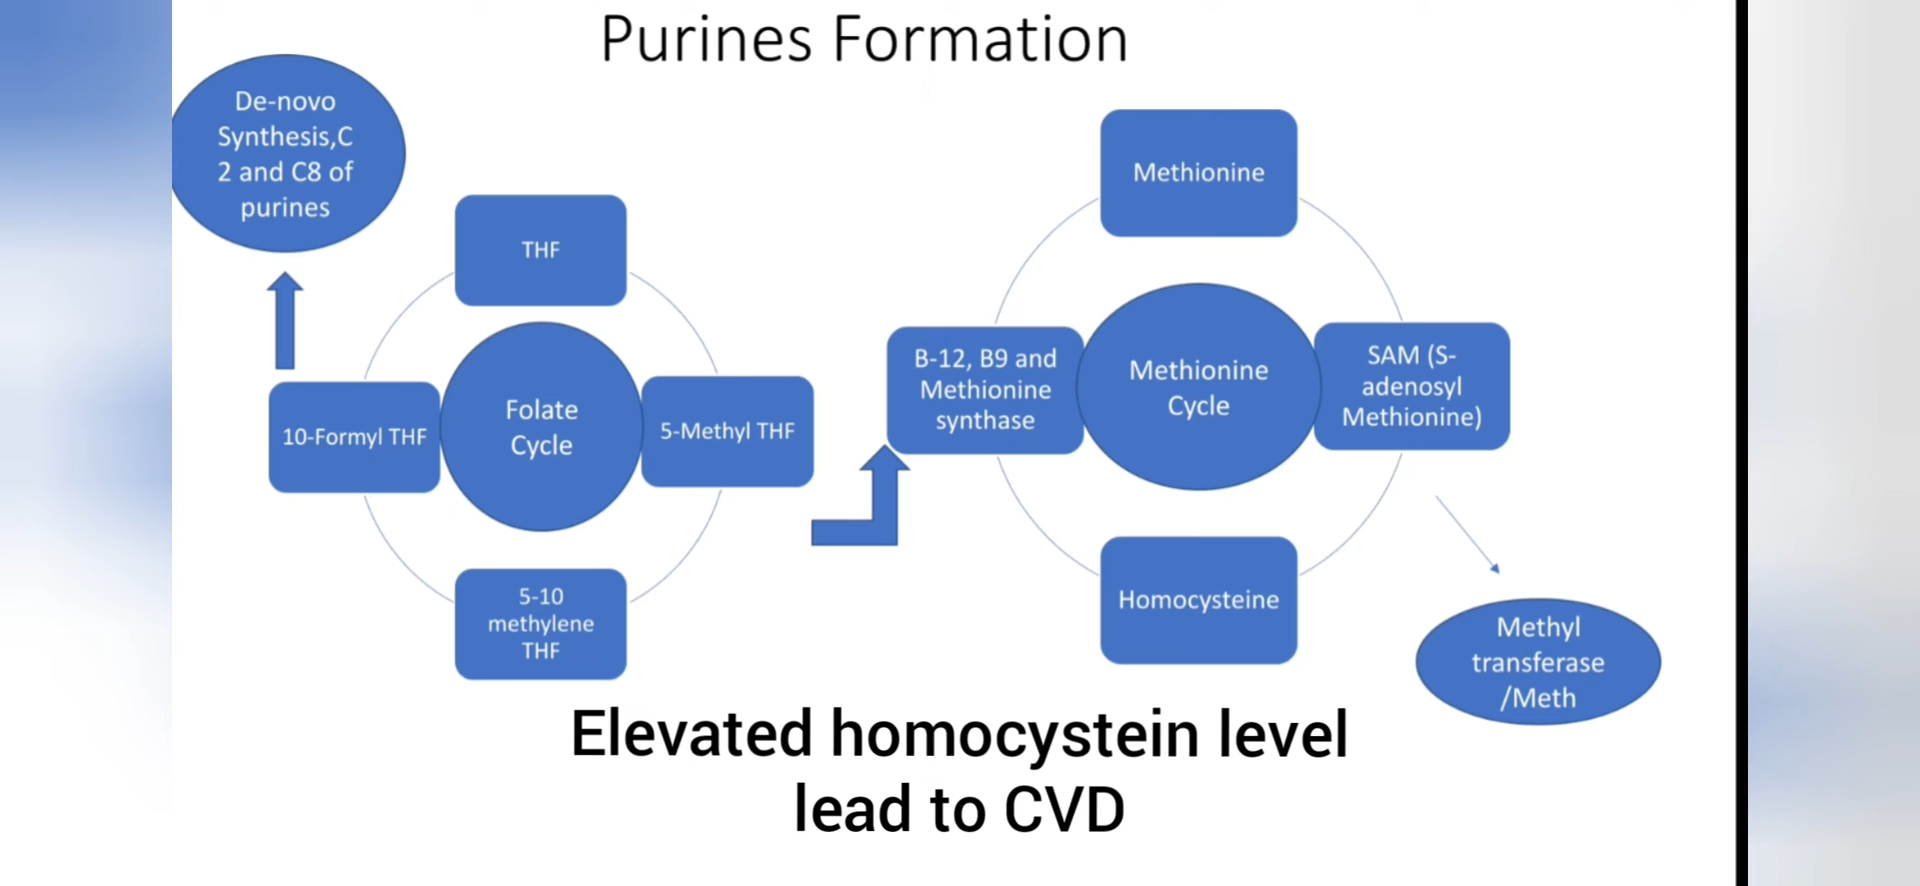 Purines Formation
De-novo
Synthesis,C
2 and C8 of
purines
THF
10-Formyl THF
Folate
Cycle
5-Methyl THF
5-10
methylene
THF
Methionine
B-12, B9 and
Methionine
synthase
Methionine
Cycle
SAM (S-
adenosyl
Methionine)
Homocysteine
Methyl
transferase
/Meth
Elevated homocystein level
lead to CVD